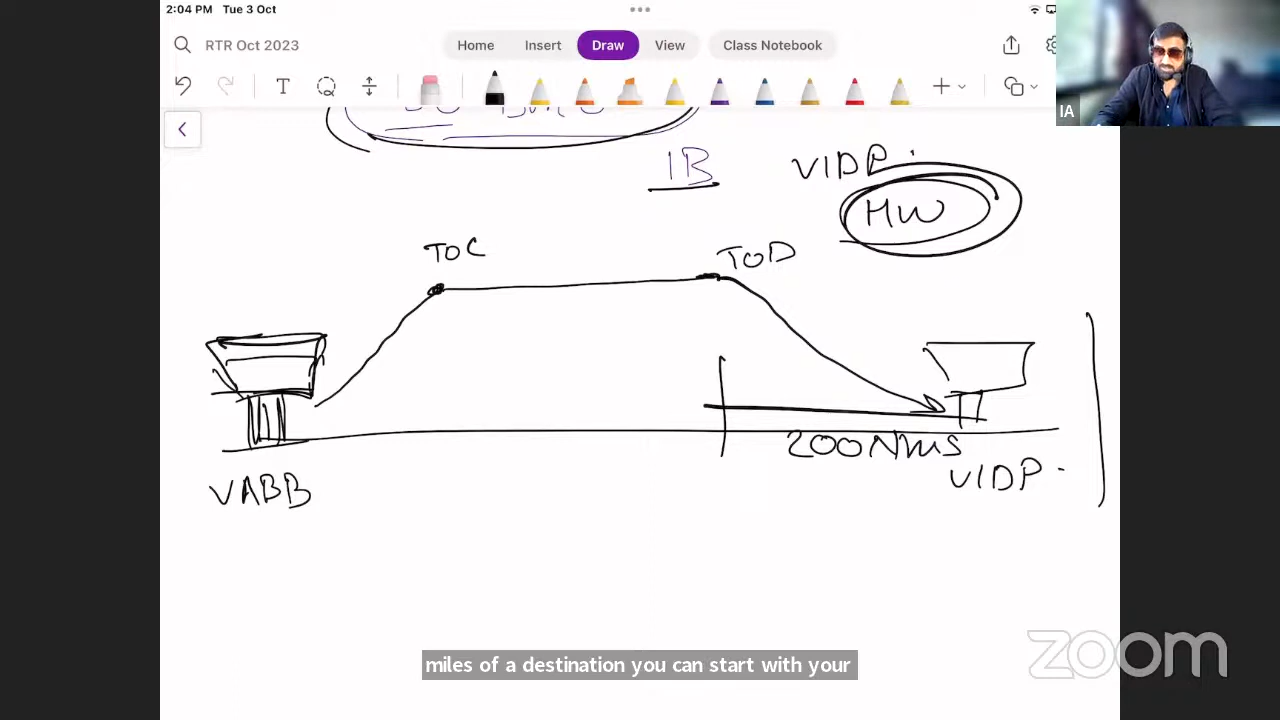 2:04 PM Tue 3 Oct
RTR Oct 2023
Home Insert Draw View Class Notebook
IA
1B
VIDP.
HW
TOC
TOD
200Nms
VIDP.
VABB
miles of a destination you can start with your
zoom